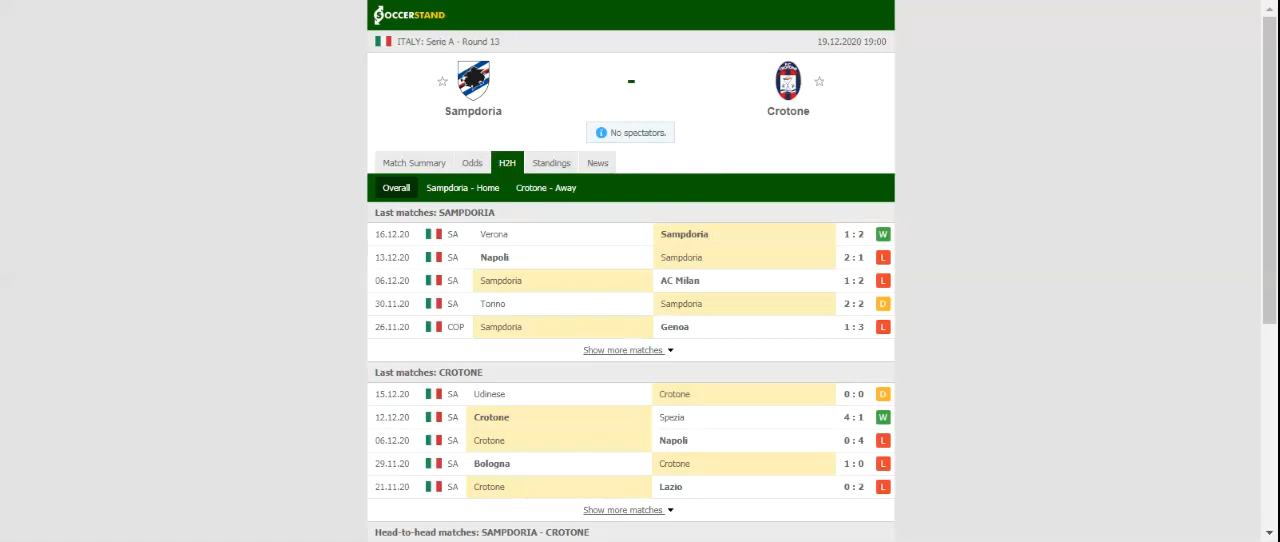 SOCCERSTAND
ITALY: Serie A - Round 13 19.12.2020 19:00
-
Sampdoria Crotone
No spectators.
Match Summary Odds H2H Standings News
Overall Sampdoria - Home Crotone - Away
Last matches: SAMPDORIA
16.12.20 SA Verona Sampdoria 1 : 2 W
13.12.20 SA Napoli Sampdoria 2 : 1 L
06.12.20 SA Sampdoria AC Milan 1 : 2 L
30.11.20 SA Torino Sampdoria 2 : 2 D
26.11.20 COP Sampdoria Genoa 1 : 3 L
Show more matches
Last matches: CROTONE
15.12.20 SA Udinese Crotone 0 : 0 D
12.12.20 SA Crotone Spezia 4 : 1 W
06.12.20 SA Crotone Napoli 0 : 4 L
29.11.20 SA Bologna Crotone 1 : 0 L
21.11.20 SA Crotone Lazio 0 : 2 L
Show more matches
Head-to-head matches: SAMPDORIA - CROTONE